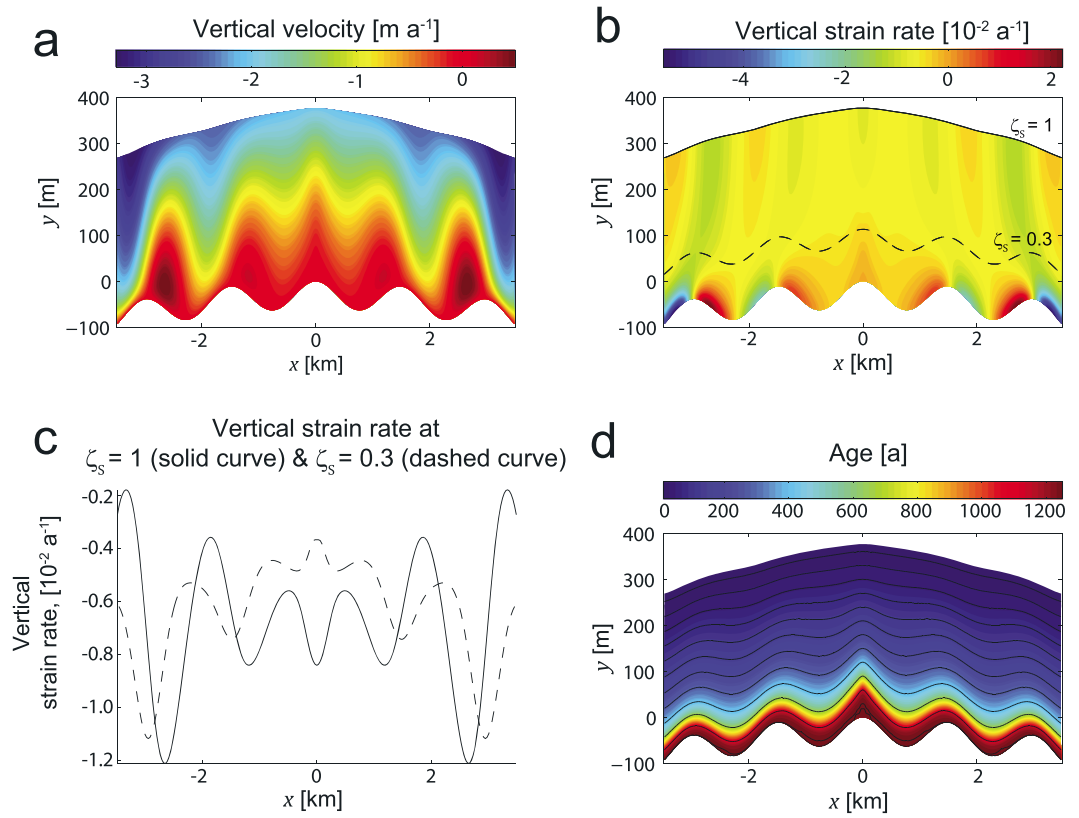 a
Vertical velocity [m a⁻¹]
-3 -2 -1 0
400
300
200
100
0
−100
y [m]
-2 0 2
x [km]
b
Vertical strain rate [10⁻² a⁻¹]
-4 -2 0 2
400
300
200
100
0
−100
y [m]
ζS = 1
ζS = 0.3
-2 0 2
x [km]
c
Vertical strain rate at
ζS = 1 (solid curve) & ζS = 0.3 (dashed curve)
-0.2
-0.4
-0.6
-0.8
-1.0
-1.2
Vertical
strain rate, [10⁻² a⁻¹]
-2 0 2
x [km]
d
Age [a]
0 200 400 600 800 1000 1200
400
300
200
100
0
−100
y [m]
-2 0 2
x [km]